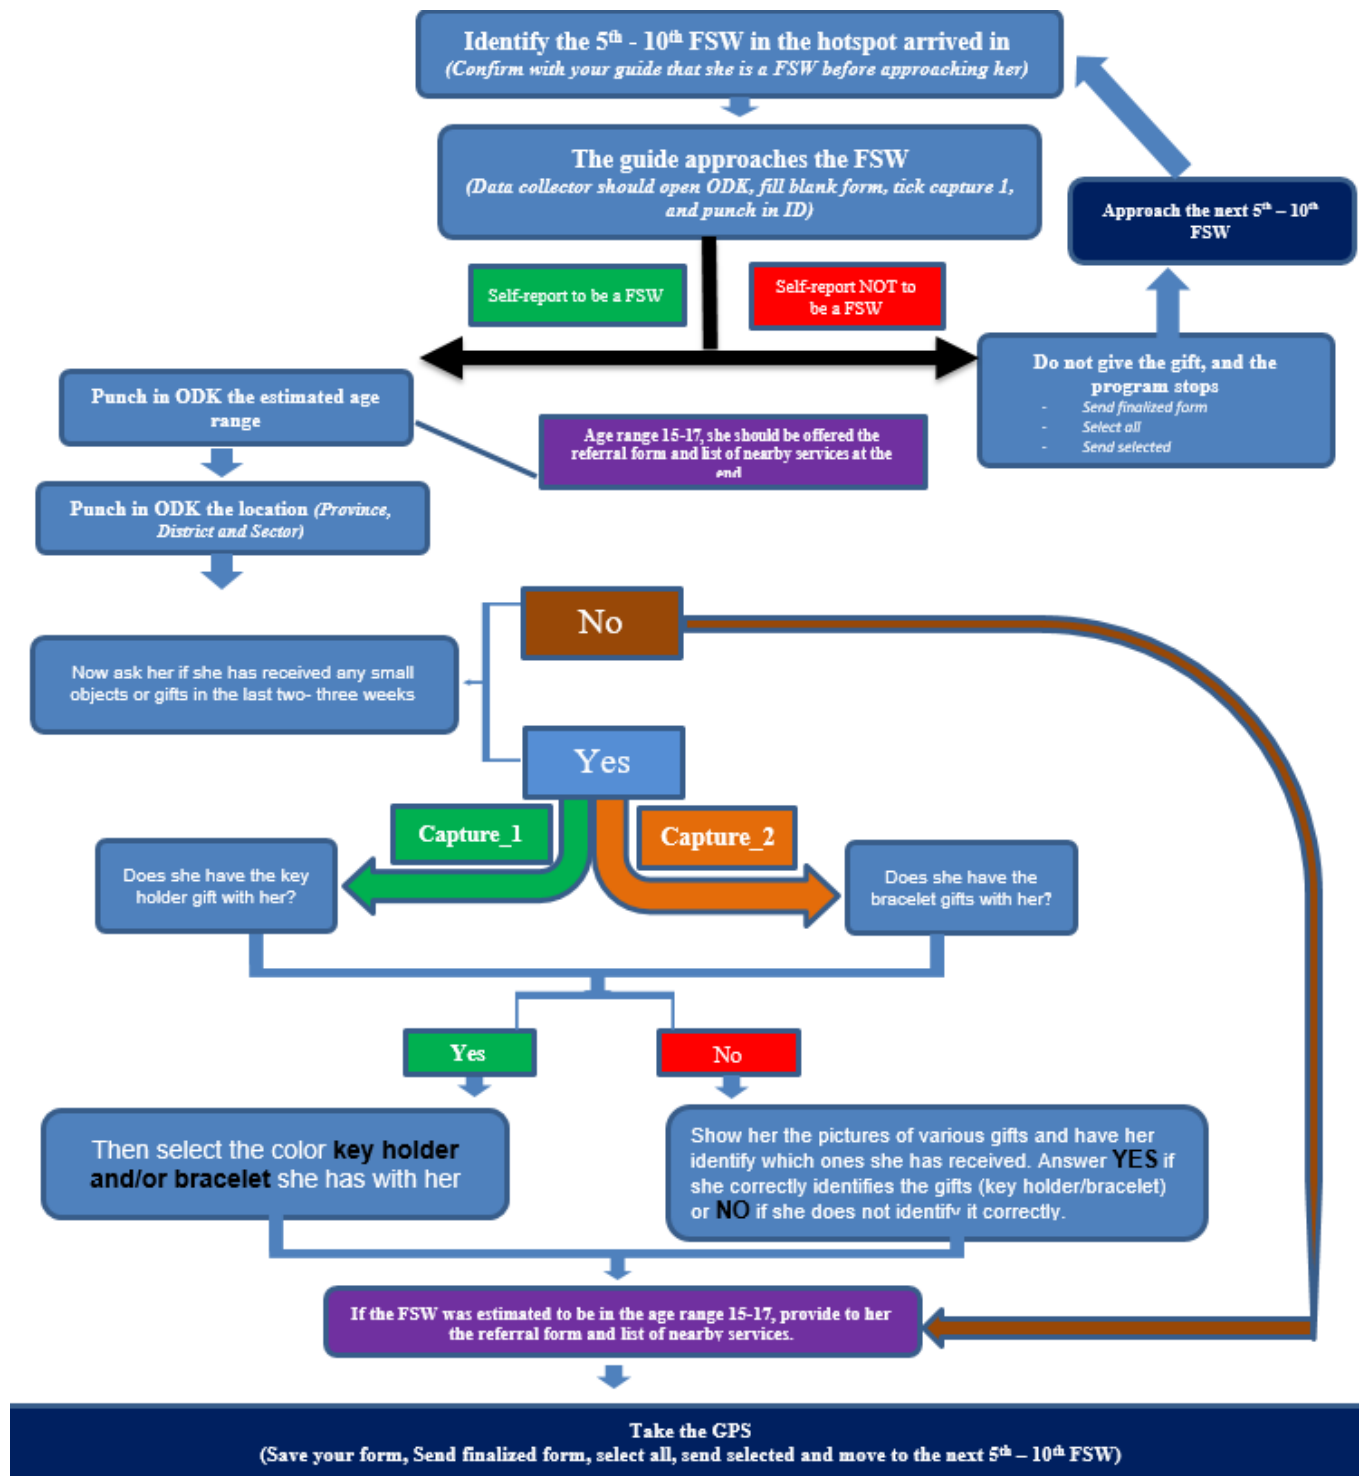 Identify the 5th - 10th FSW in the hotspot arrived in
(Confirm with your guide that she is a FSW before approaching her)
The guide approaches the FSW
(Data collector should open ODK, fill blank form, tick capture 1,
and punch in ID)
Approach the next 5th – 10th
FSW
Self-report to be a FSW
Self-report NOT to
be a FSW
Do not give the gift, and the
program stops
- Send finalized form
- Select all
- Send selected
Punch in ODK the estimated age
range
Age range 15-17, she should be offered the
referral form and list of nearby services at the
end
Punch in ODK the location (Province,
District and Sector)
No
Now ask her if she has received any small
objects or gifts in the last two- three weeks
Yes
Capture_1
Capture_2
Does she have the key
holder gift with her?
Does she have the
bracelet gifts with her?
Yes
No
Then select the color key holder
and/or bracelet she has with her
Show her the pictures of various gifts and have her
identify which ones she has received. Answer YES if
she correctly identifies the gifts (key holder/bracelet)
or NO if she does not identify it correctly.
If the FSW was estimated to be in the age range 15-17, provide to her
the referral form and list of nearby services.
Take the GPS
(Save your form, Send finalized form, select all, send selected and move to the next 5th – 10th FSW)